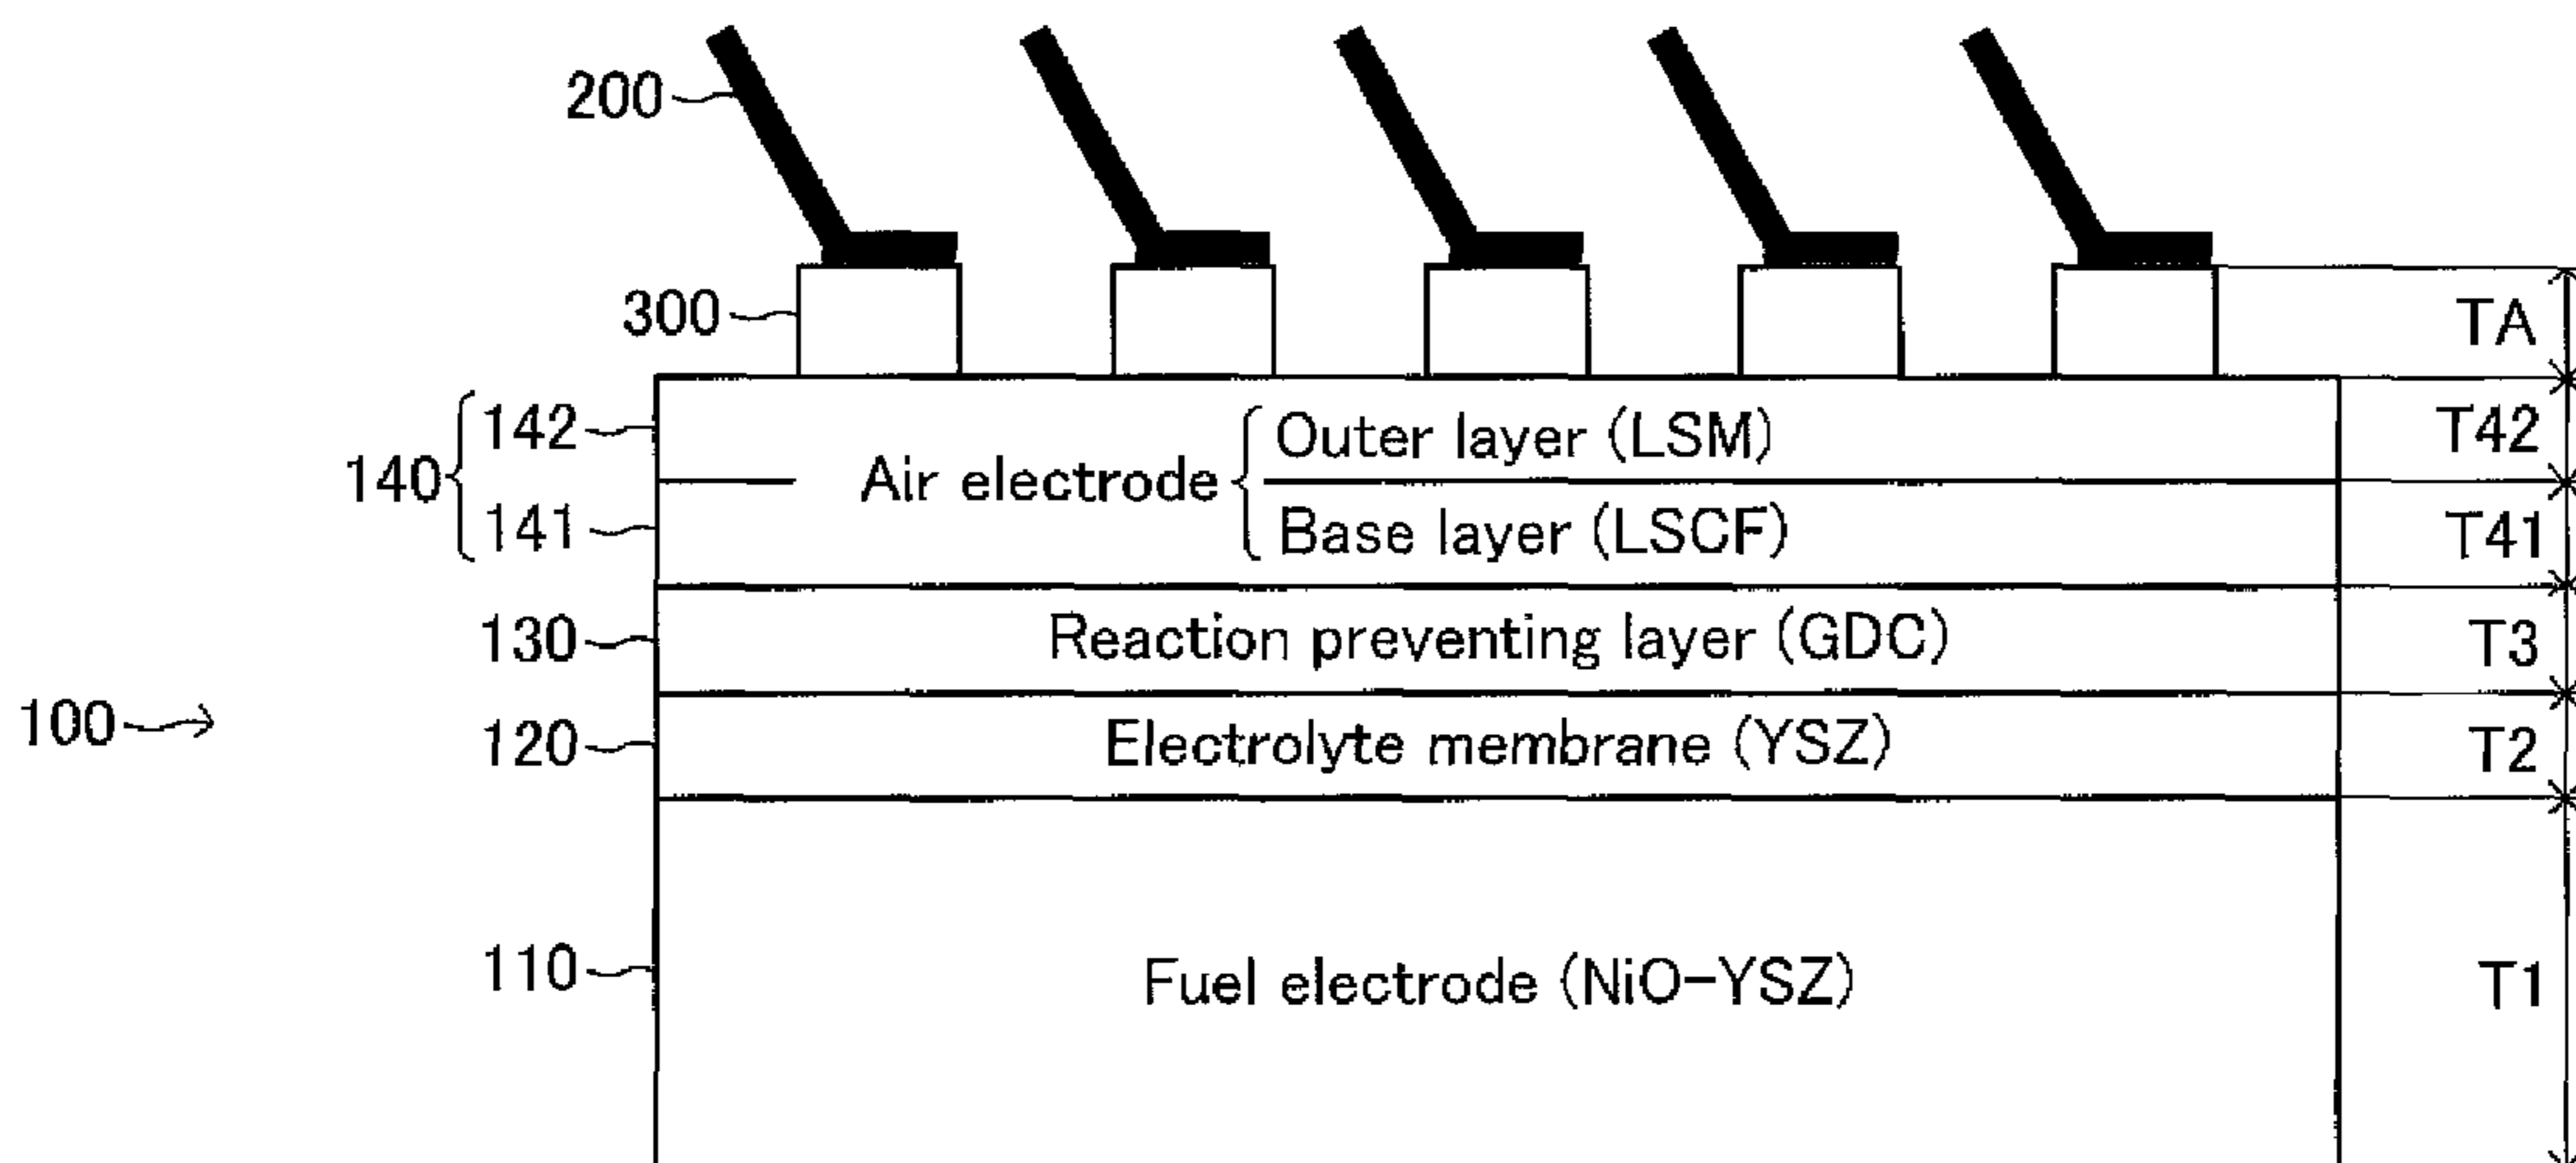 200
300
TA
142
Outer layer (LSM)
T42
140
Air electrode
141
Base layer (LSCF)
T41
130
Reaction preventing layer (GDC)
T3
100
120
Electrolyte membrane (YSZ)
T2
110
Fuel electrode (NiO-YSZ)
T1